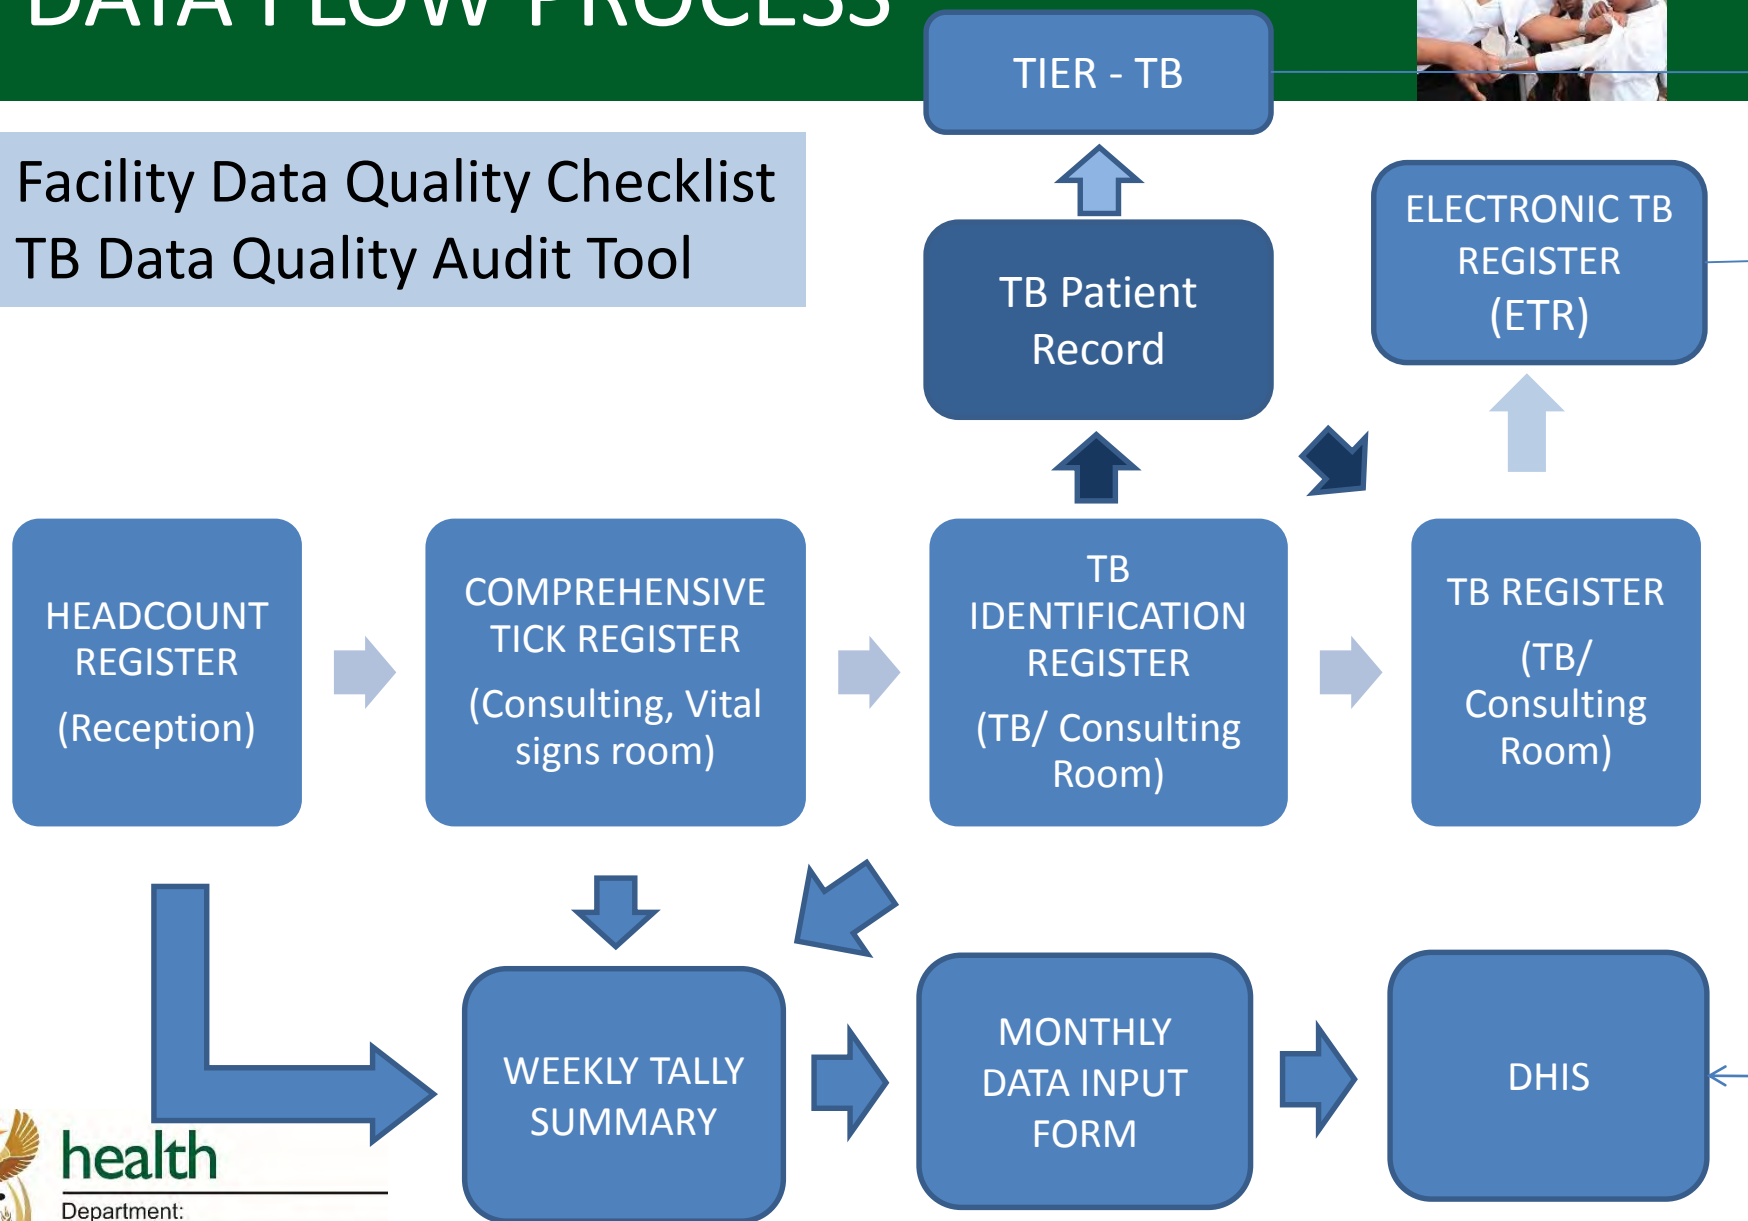 DATA FLOW PROCESS
TIER - TB
Facility Data Quality Checklist
TB Data Quality Audit Tool
TB Patient
Record
ELECTRONIC TB
REGISTER
(ETR)
HEADCOUNT
REGISTER
(Reception)
COMPREHENSIVE
TICK REGISTER
(Consulting, Vital
signs room)
TB
IDENTIFICATION
REGISTER
(TB/ Consulting
Room)
TB REGISTER
(TB/
Consulting
Room)
WEEKLY TALLY
SUMMARY
MONTHLY
DATA INPUT
FORM
DHIS
health
Department: